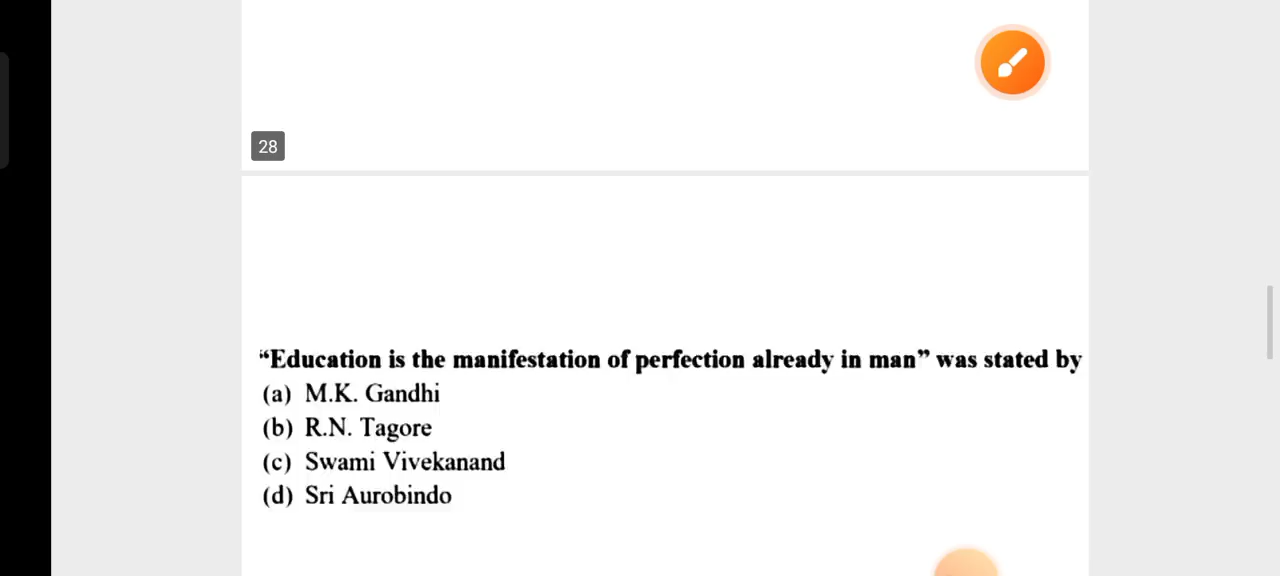 28
“Education is the manifestation of perfection already in man” was stated by
(a) M.K. Gandhi
(b) R.N. Tagore
(c) Swami Vivekanand
(d) Sri Aurobindo